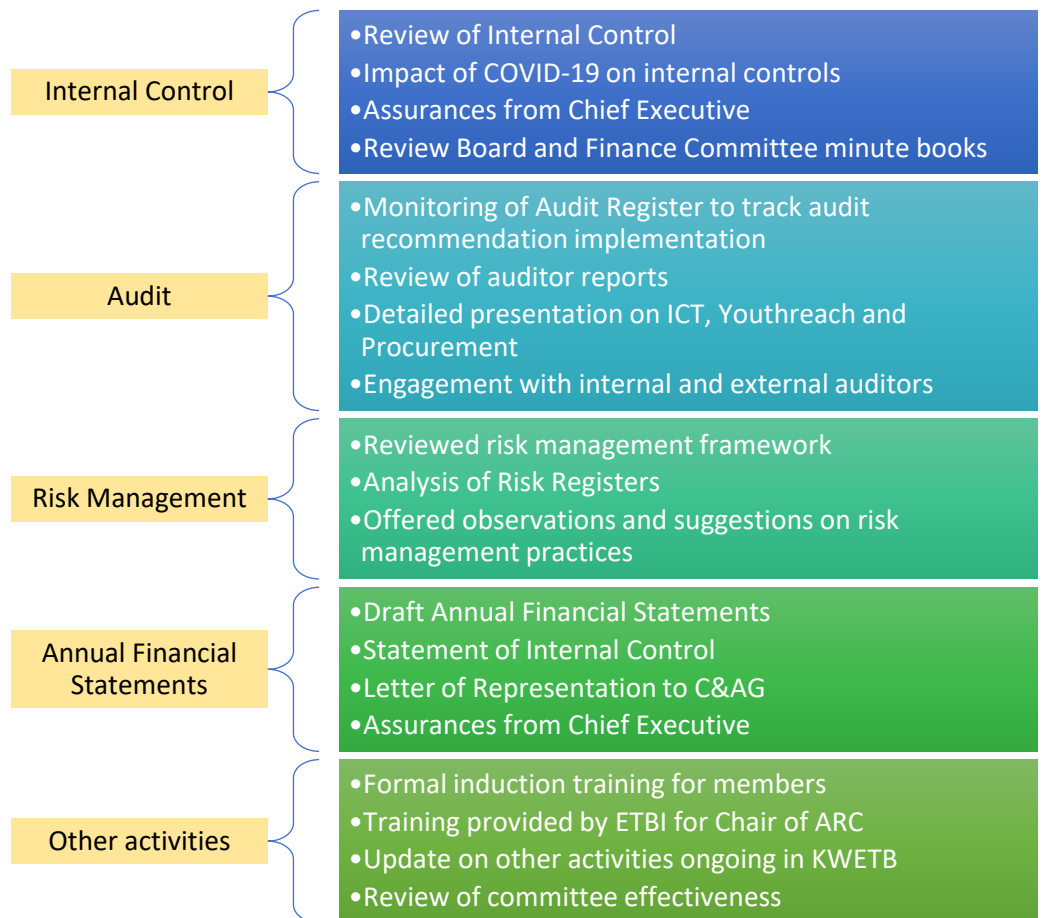 Internal Control
•Review of Internal Control
•Impact of COVID-19 on internal controls
•Assurances from Chief Executive
•Review Board and Finance Committee minute books
Audit
•Monitoring of Audit Register to track audit
recommendation implementation
•Review of auditor reports
•Detailed presentation on ICT, Youthreach and
Procurement
•Engagement with internal and external auditors
Risk Management
•Reviewed risk management framework
•Analysis of Risk Registers
•Offered observations and suggestions on risk
management practices
Annual Financial
Statements
•Draft Annual Financial Statements
•Statement of Internal Control
•Letter of Representation to C&AG
•Assurances from Chief Executive
Other activities
•Formal induction training for members
•Training provided by ETBI for Chair of ARC
•Update on other activities ongoing in KWETB
•Review of committee effectiveness